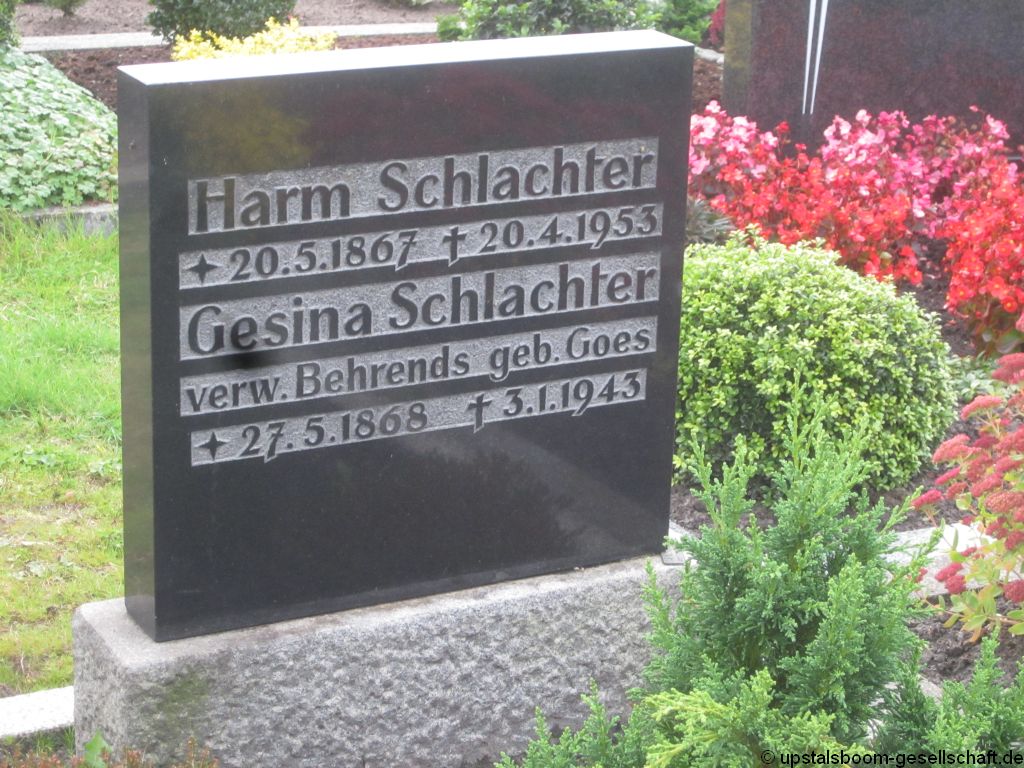 Harm Schlachter
✦ 20.5.1867 † 20.4.1953
Gesina Schlachter
verw. Behrends geb. Goes
✦ 27.5.1868 † 3.1.1943
© upstalsboom-gesellschaft.de